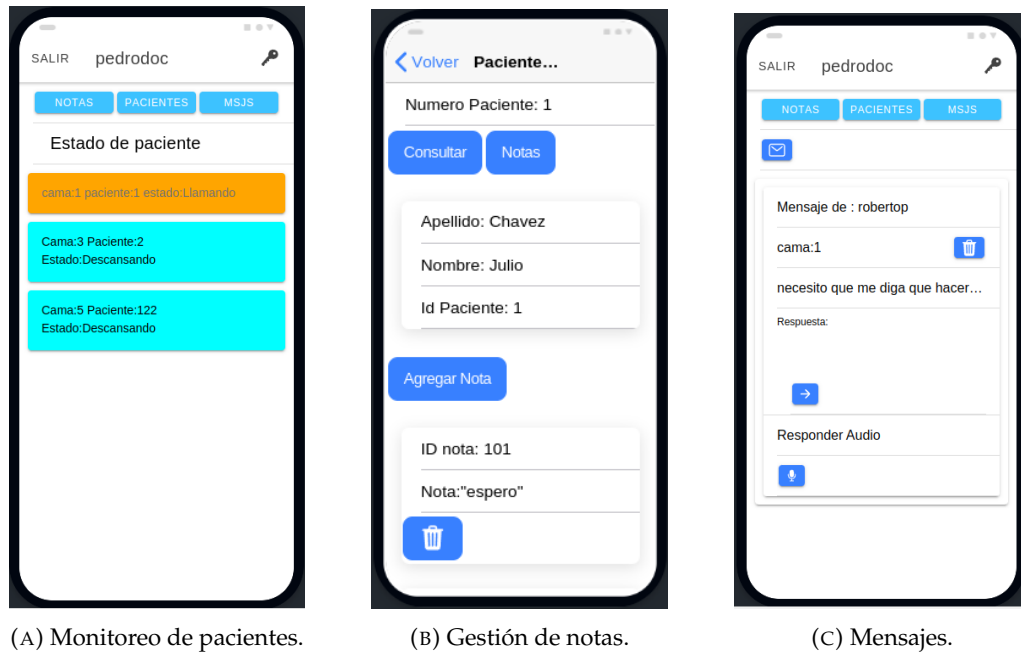 SALIR pedrodoc
NOTAS PACIENTES MSJS
Estado de paciente
cama:1 paciente:1 estado:Llamando
Cama:3 Paciente:2
Estado:Descansando
Cama:5 Paciente:122
Estado:Descansando
(A) Monitoreo de pacientes.
Volver Paciente...
Numero Paciente: 1
Consultar Notas
Apellido: Chavez
Nombre: Julio
Id Paciente: 1
Agregar Nota
ID nota: 101
Nota:"espero"
(B) Gestión de notas.
SALIR pedrodoc
NOTAS PACIENTES MSJS
Mensaje de : robertop
cama:1
necesito que me diga que hacer...
Respuesta:
Responder Audio
(C) Mensajes.